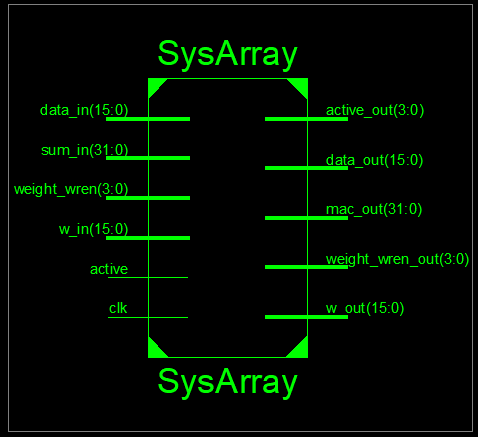 SysArray
data_in(15:0)
sum_in(31:0)
weight_wren(3:0)
w_in(15:0)
active
clk
active_out(3:0)
data_out(15:0)
mac_out(31:0)
weight_wren_out(3:0)
w_out(15:0)
SysArray